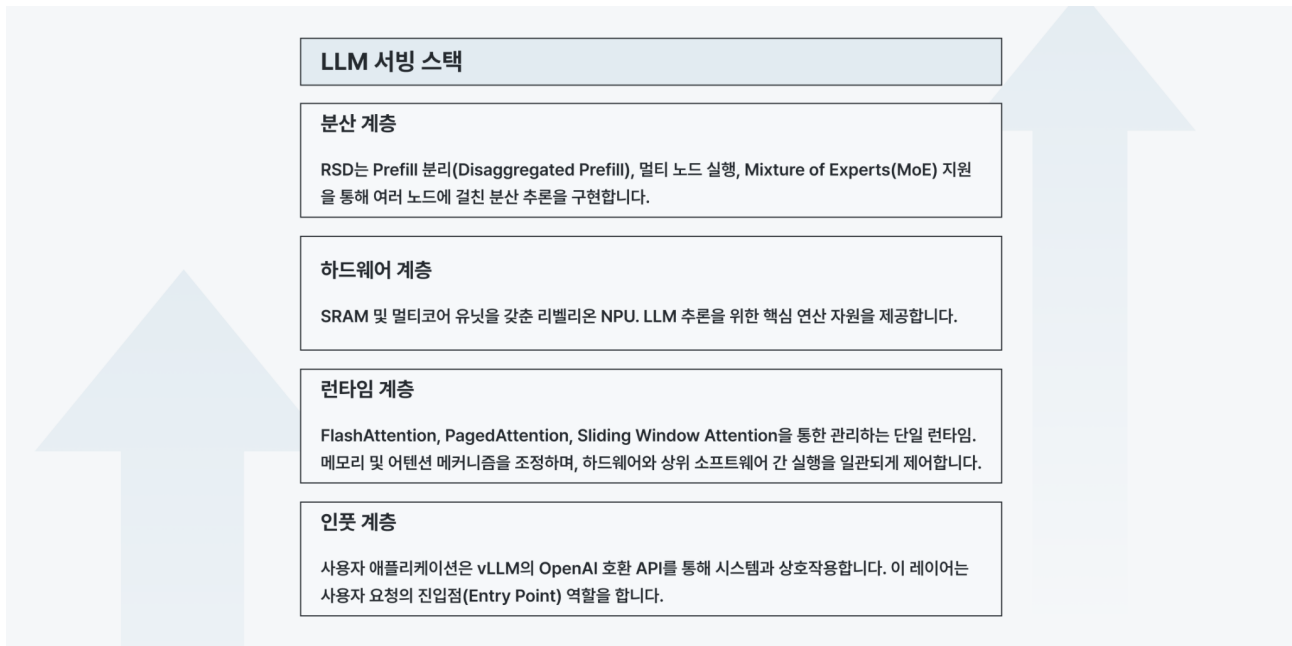 LLM 서빙 스택
분산 계층
RSD는 Prefill 분리(Disaggregated Prefill), 멀티 노드 실행, Mixture of Experts(MoE) 지원
을 통해 여러 노드에 걸친 분산 추론을 구현합니다.
하드웨어 계층
SRAM 및 멀티코어 유닛을 갖춘 리벨리온 NPU. LLM 추론을 위한 핵심 연산 자원을 제공합니다.
런타임 계층
FlashAttention, PagedAttention, Sliding Window Attention을 통한 관리하는 단일 런타임.
메모리 및 어텐션 메커니즘을 조정하며, 하드웨어와 상위 소프트웨어 간 실행을 일관되게 제어합니다.
인풋 계층
사용자 애플리케이션은 vLLM의 OpenAI 호환 API를 통해 시스템과 상호작용합니다. 이 레이어는
사용자 요청의 진입점(Entry Point) 역할을 합니다.